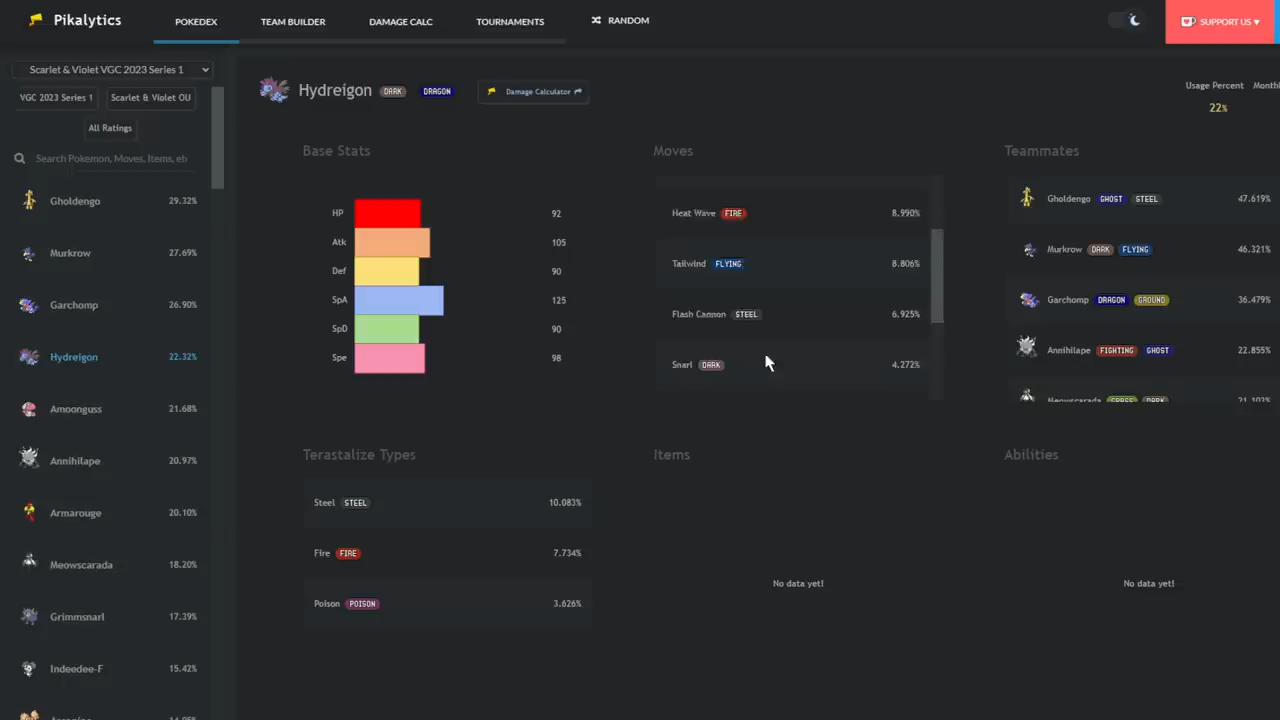 Pikalytics
POKEDEX
TEAM BUILDER
DAMAGE CALC
TOURNAMENTS
RANDOM
SUPPORT US ▼
Scarlet & Violet VGC 2023 Series 1
VGC 2023 Series 1
Scarlet & Violet OU
All Ratings
Search Pokemon, Moves, Items, eb
Gholdengo 29.32%
Murkrow 27.69%
Garchomp 26.90%
Hydreigon 22.32%
Amoonguss 21.68%
Annihilape 20.97%
Armarouge 20.10%
Meowscarada 18.20%
Grimmsnarl 17.39%
Indeedee-F 15.42%
Hydreigon DARK DRAGON
Damage Calculator
Usage Percent
Monthl
22%
Base Stats
HP 92
Atk 105
Def 90
SpA 125
SpD 90
Spe 98
Moves
Heat Wave FIRE 8.990%
Tailwind FLYING 8.806%
Flash Cannon STEEL 6.925%
Snarl DARK 4.272%
Teammates
Gholdengo GHOST STEEL 47.619%
Murkrow DARK FLYING 46.321%
Garchomp DRAGON GROUND 36.479%
Annihilape FIGHTING GHOST 22.855%
Meowscarada GRASS DARK 21.102%
Terastalize Types
Steel STEEL 10.083%
Fire FIRE 7.734%
Poison POISON 3.626%
Items
No data yet!
Abilities
No data yet!